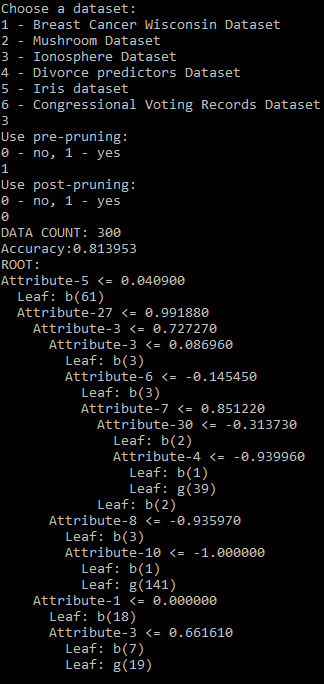 Choose a dataset:
1 - Breast Cancer Wisconsin Dataset
2 - Mushroom Dataset
3 - Ionosphere Dataset
4 - Divorce predictors Dataset
5 - Iris dataset
6 - Congressional Voting Records Dataset
3
Use pre-pruning:
0 - no, 1 - yes
1
Use post-pruning:
0 - no, 1 - yes
0
DATA COUNT: 300
Accuracy:0.813953
ROOT:
Attribute-5 <= 0.040900
  Leaf: b(61)
  Attribute-27 <= 0.991880
    Attribute-3 <= 0.727270
      Attribute-3 <= 0.086960
        Leaf: b(3)
        Attribute-6 <= -0.145450
          Leaf: b(3)
          Attribute-7 <= 0.851220
            Attribute-30 <= -0.313730
              Leaf: b(2)
              Attribute-4 <= -0.939960
                Leaf: b(1)
                Leaf: g(39)
            Leaf: b(2)
      Attribute-8 <= -0.935970
        Leaf: b(3)
        Attribute-10 <= -1.000000
          Leaf: b(1)
          Leaf: g(141)
    Attribute-1 <= 0.000000
      Leaf: b(18)
      Attribute-3 <= 0.661610
        Leaf: b(7)
        Leaf: g(19)